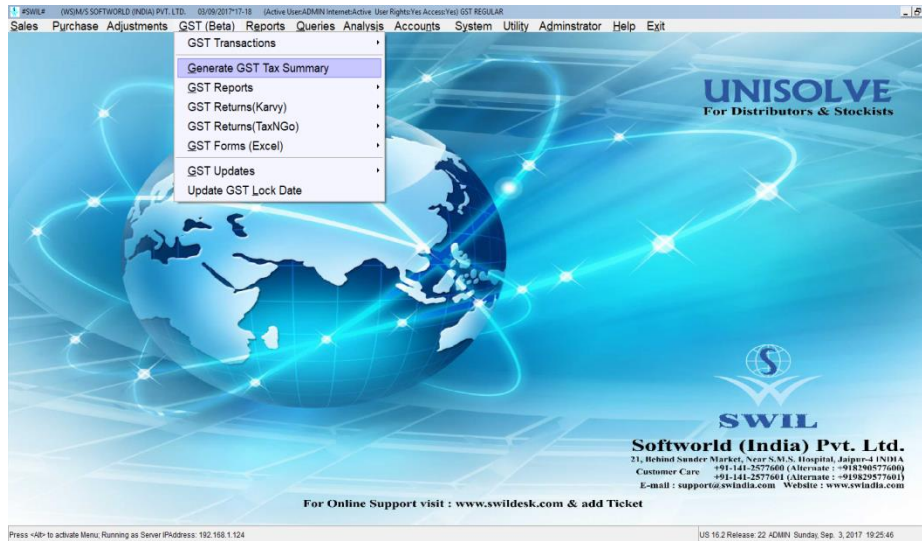 #SWIL# (WS)M/S SOFTWORLD (INDIA) PVT. LTD. 03/09/2017*17-18 (Active User:ADMIN Internet:Active User Rights:Yes Access:Yes) GST REGULAR
Sales Purchase Adjustments GST (Beta) Reports Queries Analysis Accounts System Utility Adminstrator Help Exit
GST Transactions
Generate GST Tax Summary
GST Reports
GST Returns(Karvy)
GST Returns(TaxNGo)
GST Forms (Excel)
GST Updates
Update GST Lock Date
UNISOLVE
For Distributors & Stockists
S
SWIL
Softworld (India) Pvt. Ltd.
21, Behind Sunder Market, Near S.M.S. Hospital, Jaipur-4 INDIA
Customer Care +91-141-2577600 (Alternate : +918290577600)
+91-141-2577601 (Alternate : +919829577601)
E-mail : support@swindia.com Website : www.swindia.com
For Online Support visit : www.swildesk.com & add Ticket
Press <Alt> to activate Menu; Running as Server IPAddress: 192.168.1.124 US 16.2 Release: 22 ADMIN Sunday, Sep. 3, 2017 19:25:46